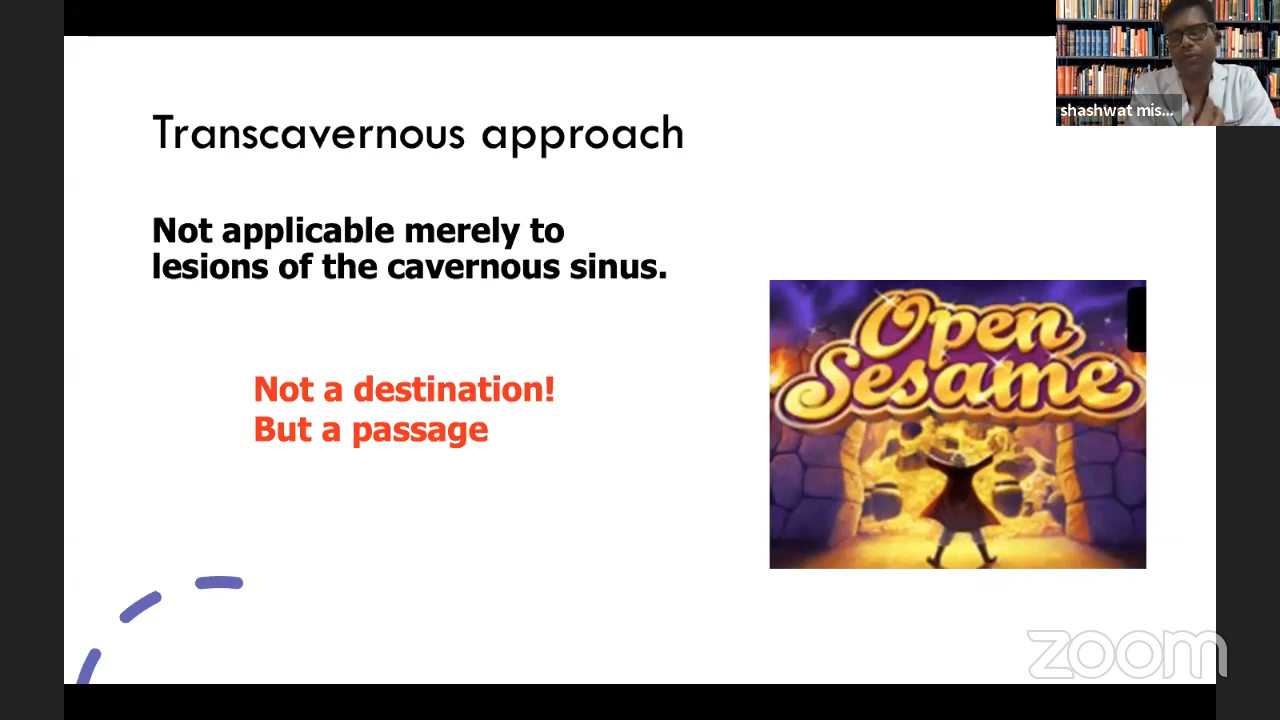 shashwat mis...
Transcavernous approach
Not applicable merely to
lesions of the cavernous sinus.
Not a destination!
But a passage
Open
Sesame
zoom